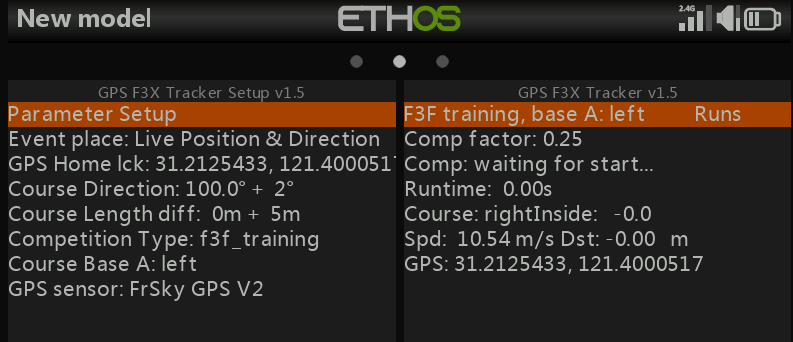 New model
ETHOS
2.4G
GPS F3X Tracker Setup v1.5
Parameter Setup
Event place: Live Position & Direction
GPS Home lck: 31.2125433, 121.4000517
Course Direction: 100.0° + 2°
Course Length diff: 0m + 5m
Competition Type: f3f_training
Course Base A: left
GPS sensor: FrSky GPS V2
GPS F3X Tracker v1.5
F3F training, base A: left Runs
Comp factor: 0.25
Comp: waiting for start...
Runtime: 0.00s
Course: rightInside: -0.0
Spd: 10.54 m/s Dst: -0.00 m
GPS: 31.2125433, 121.4000517